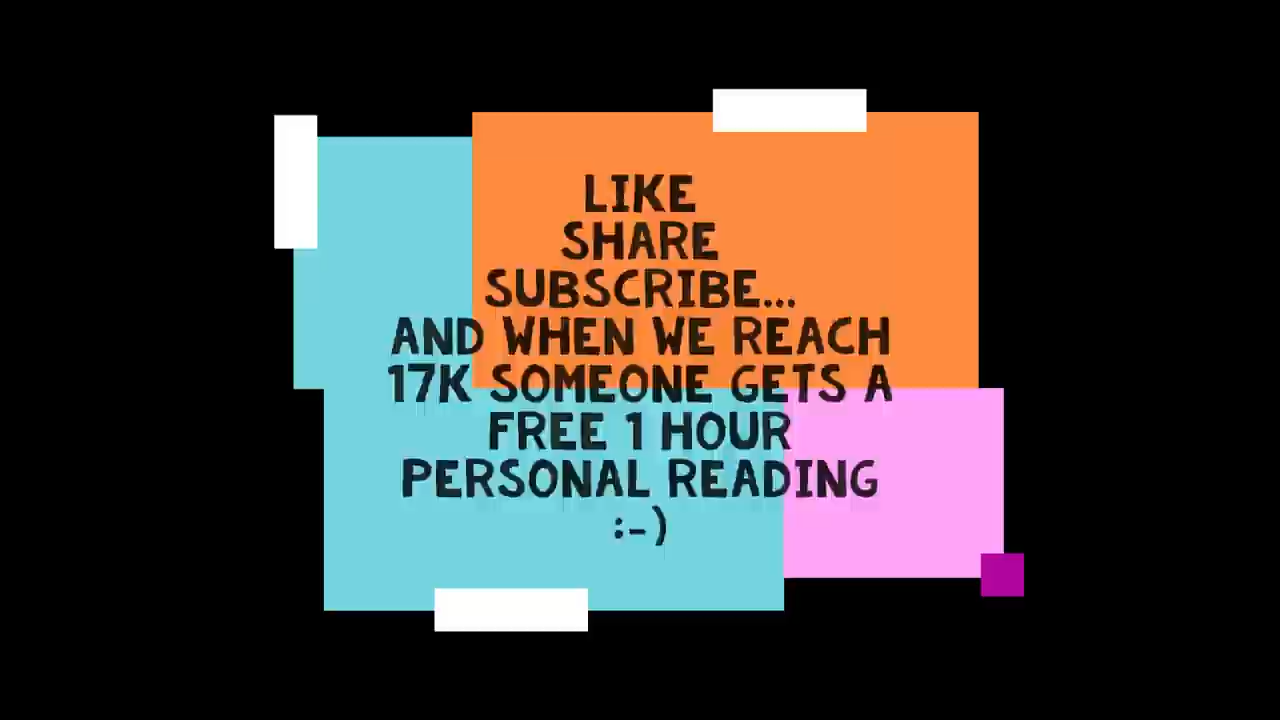 LIKE
SHARE
SUBSCRIBE...
AND WHEN WE REACH
17K SOMEONE GETS A
FREE 1 HOUR
PERSONAL READING
:-)